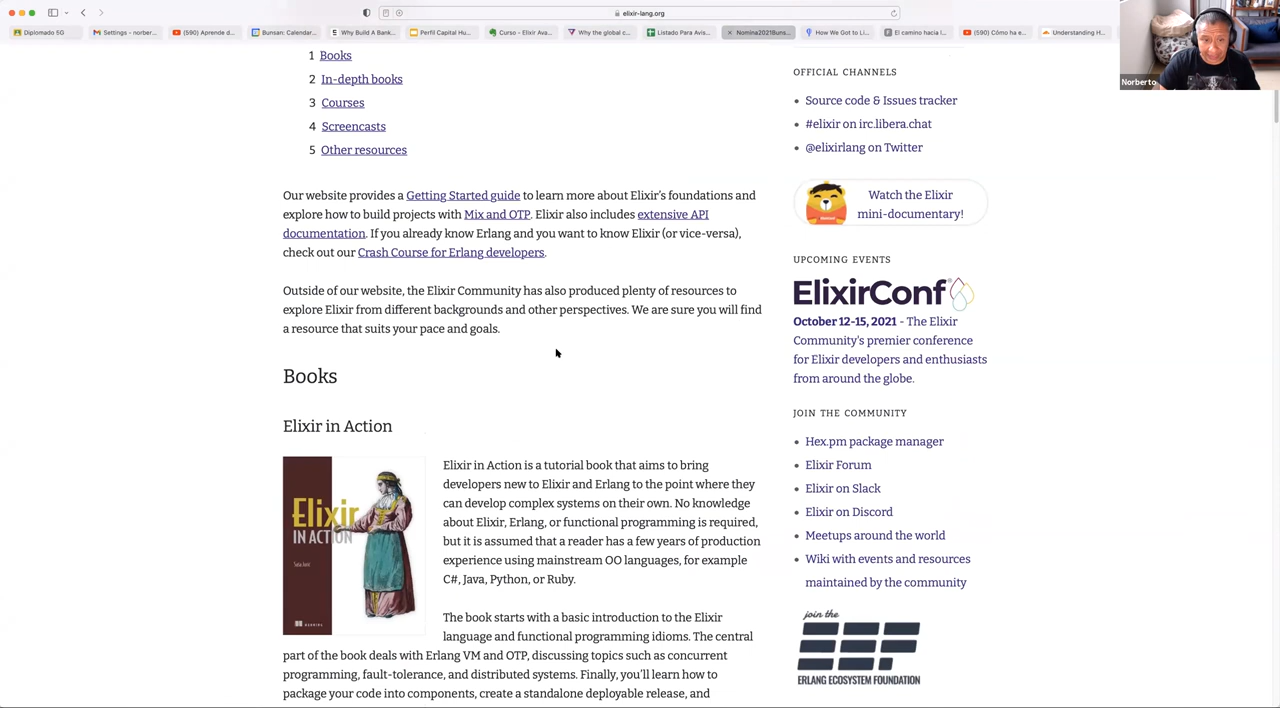 elixir-lang.org
Diplomado 5G
Settings - norber...
(590) Aprende d...
Bunsan: Calendar...
Why Build A Bank...
Perfil Capital Hu...
Curso - Elixir Ava...
Why the global c...
Listado Para Avis...
Nomina2021Buns...
How We Got to Li...
El camino hacia l...
(590) Cómo ha e...
Understanding H...
Norberto
1 Books
2 In-depth books
3 Courses
4 Screencasts
5 Other resources
Our website provides a Getting Started guide to learn more about Elixir's foundations and
explore how to build projects with Mix and OTP. Elixir also includes extensive API
documentation. If you already know Erlang and you want to know Elixir (or vice-versa),
check out our Crash Course for Erlang developers.
Outside of our website, the Elixir Community has also produced plenty of resources to
explore Elixir from different backgrounds and other perspectives. We are sure you will find
a resource that suits your pace and goals.
Books
Elixir in Action
Elixir
IN ACTION
MANNING
Elixir in Action is a tutorial book that aims to bring
developers new to Elixir and Erlang to the point where they
can develop complex systems on their own. No knowledge
about Elixir, Erlang, or functional programming is required,
but it is assumed that a reader has a few years of production
experience using mainstream OO languages, for example
C#, Java, Python, or Ruby.
The book starts with a basic introduction to the Elixir
language and functional programming idioms. The central
part of the book deals with Erlang VM and OTP, discussing topics such as concurrent
programming, fault-tolerance, and distributed systems. Finally, you'll learn how to
package your code into components, create a standalone deployable release, and
OFFICIAL CHANNELS
Source code & Issues tracker
#elixir on irc.libera.chat
@elixirlang on Twitter
Watch the Elixir
mini-documentary!
UPCOMING EVENTS
ElixirConf
October 12-15, 2021 - The Elixir
Community's premier conference
for Elixir developers and enthusiasts
from around the globe.
JOIN THE COMMUNITY
Hex.pm package manager
Elixir Forum
Elixir on Slack
Elixir on Discord
Meetups around the world
Wiki with events and resources
maintained by the community
join the
ERLANG ECOSYSTEM FOUNDATION